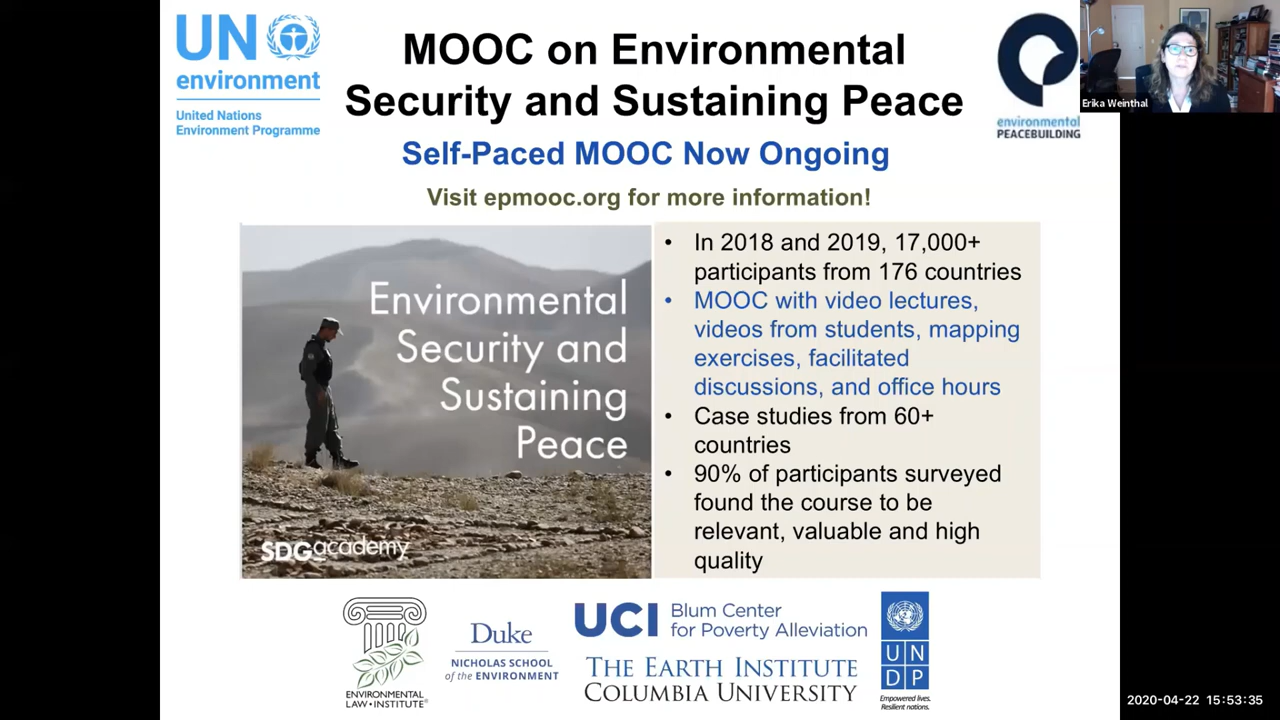 UN
environment
United Nations
Environment Programme
MOOC on Environmental
Security and Sustaining Peace
Self-Paced MOOC Now Ongoing
Visit epmooc.org for more information!
environmental
PEACEBUILDING
Erika Weinthal
Environmental
Security and
Sustaining
Peace
SDGacademy
• In 2018 and 2019, 17,000+
participants from 176 countries
• MOOC with video lectures,
videos from students, mapping
exercises, facilitated
discussions, and office hours
• Case studies from 60+
countries
• 90% of participants surveyed
found the course to be
relevant, valuable and high
quality
ENVIRONMENTAL
LAW•INSTITUTE®
Duke
NICHOLAS SCHOOL
of the ENVIRONMENT
UCI Blum Center
for Poverty Alleviation
THE EARTH INSTITUTE
COLUMBIA UNIVERSITY
UN
DP
Empowered lives.
Resilient nations.
2020-04-22 15:53:35